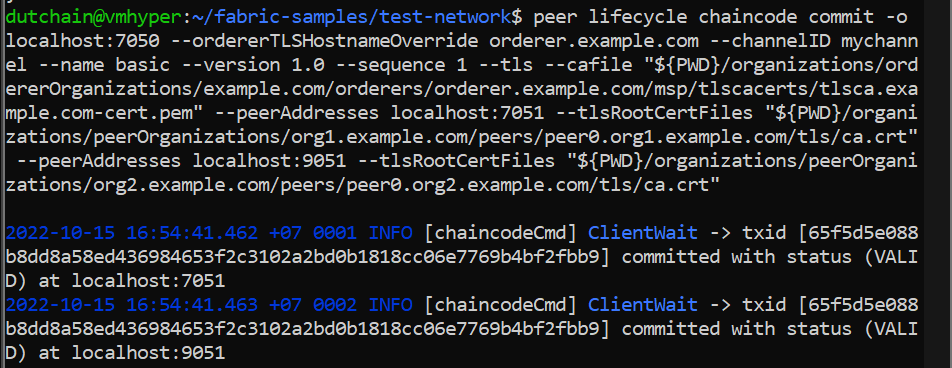 dutchain@vmhyper:~/fabric-samples/test-network$ peer lifecycle chaincode commit -o
localhost:7050 --ordererTLSHostnameOverride orderer.example.com --channelID mychann
el --name basic --version 1.0 --sequence 1 --tls --cafile "${PWD}/organizations/ord
ererOrganizations/example.com/orderers/orderer.example.com/msp/tlscacerts/tlsca.exa
mple.com-cert.pem" --peerAddresses localhost:7051 --tlsRootCertFiles "${PWD}/organi
zations/peerOrganizations/org1.example.com/peers/peer0.org1.example.com/tls/ca.crt"
--peerAddresses localhost:9051 --tlsRootCertFiles "${PWD}/organizations/peerOrgani
zations/org2.example.com/peers/peer0.org2.example.com/tls/ca.crt"
2022-10-15 16:54:41.462 +07 0001 INFO [chaincodeCmd] ClientWait -> txid [65f5d5e088
b8dd8a58ed436984653f2c3102a2bd0b1818cc06e7769b4bf2fbb9] committed with status (VALI
D) at localhost:7051
2022-10-15 16:54:41.463 +07 0002 INFO [chaincodeCmd] ClientWait -> txid [65f5d5e088
b8dd8a58ed436984653f2c3102a2bd0b1818cc06e7769b4bf2fbb9] committed with status (VALI
D) at localhost:9051